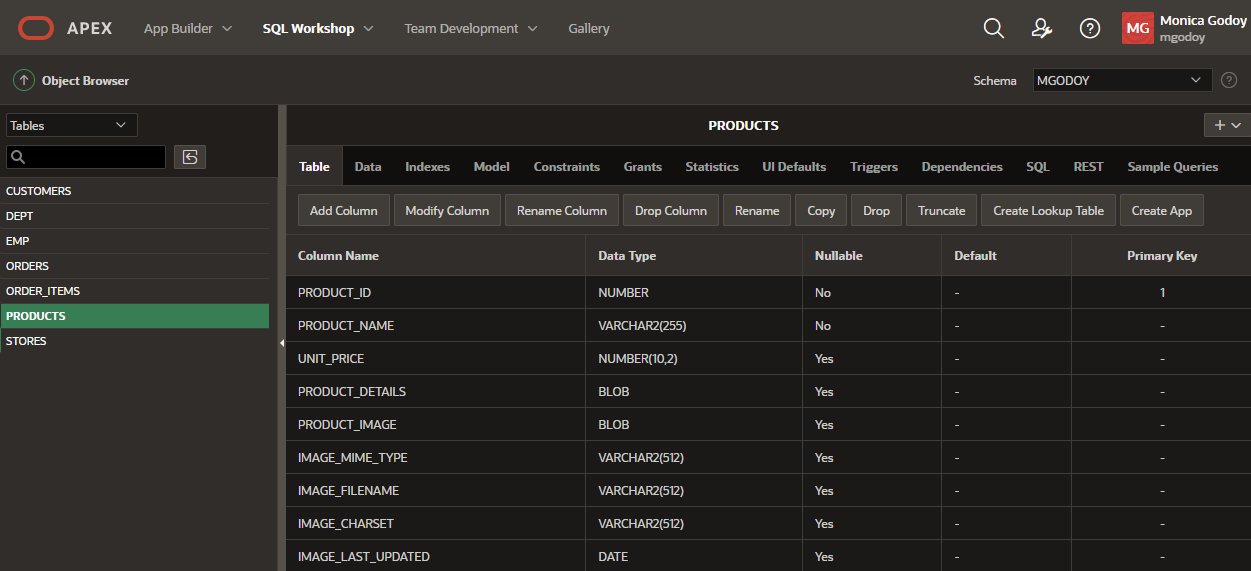 APEX App Builder SQL Workshop Team Development Gallery MG Monica Godoy
mgodoy
Object Browser Schema MGODOY
Tables
PRODUCTS
Table Data Indexes Model Constraints Grants Statistics UI Defaults Triggers Dependencies SQL REST Sample Queries
CUSTOMERS
DEPT
EMP
ORDERS
ORDER_ITEMS
PRODUCTS
STORES
Add Column Modify Column Rename Column Drop Column Rename Copy Drop Truncate Create Lookup Table Create App
Column Name Data Type Nullable Default Primary Key
PRODUCT_ID NUMBER No - 1
PRODUCT_NAME VARCHAR2(255) No - -
UNIT_PRICE NUMBER(10,2) Yes - -
PRODUCT_DETAILS BLOB Yes - -
PRODUCT_IMAGE BLOB Yes - -
IMAGE_MIME_TYPE VARCHAR2(512) Yes - -
IMAGE_FILENAME VARCHAR2(512) Yes - -
IMAGE_CHARSET VARCHAR2(512) Yes - -
IMAGE_LAST_UPDATED DATE Yes - -